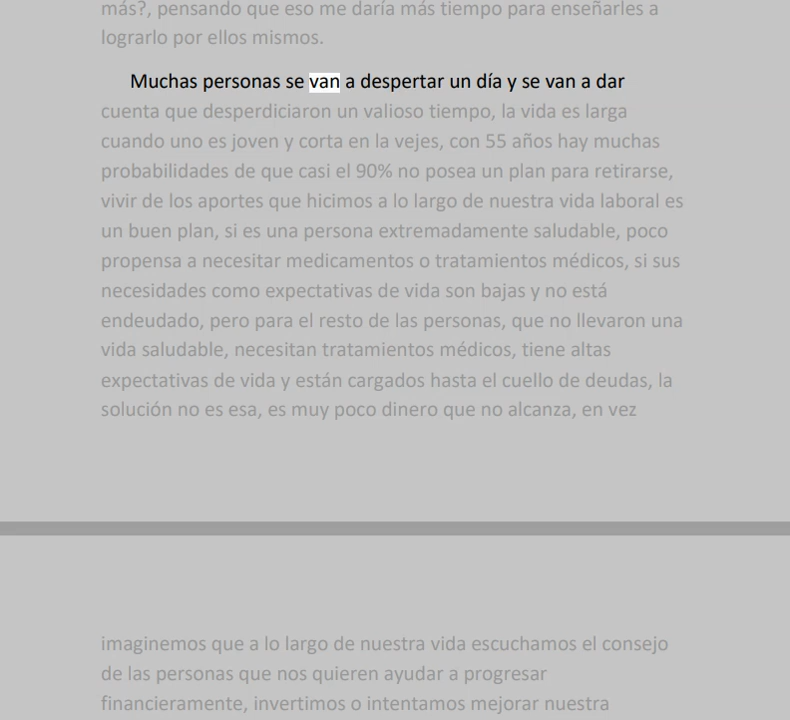 más?, pensando que eso me daría más tiempo para enseñarles a
lograrlo por ellos mismos.
Muchas personas se van a despertar un día y se van a dar
cuenta que desperdiciaron un valioso tiempo, la vida es larga
cuando uno es joven y corta en la vejes, con 55 años hay muchas
probabilidades de que casi el 90% no posea un plan para retirarse,
vivir de los aportes que hicimos a lo largo de nuestra vida laboral es
un buen plan, si es una persona extremadamente saludable, poco
propensa a necesitar medicamentos o tratamientos médicos, si sus
necesidades como expectativas de vida son bajas y no está
endeudado, pero para el resto de las personas, que no llevaron una
vida saludable, necesitan tratamientos médicos, tiene altas
expectativas de vida y están cargados hasta el cuello de deudas, la
solución no es esa, es muy poco dinero que no alcanza, en vez
imaginemos que a lo largo de nuestra vida escuchamos el consejo
de las personas que nos quieren ayudar a progresar
financieramente, invertimos o intentamos mejorar nuestra